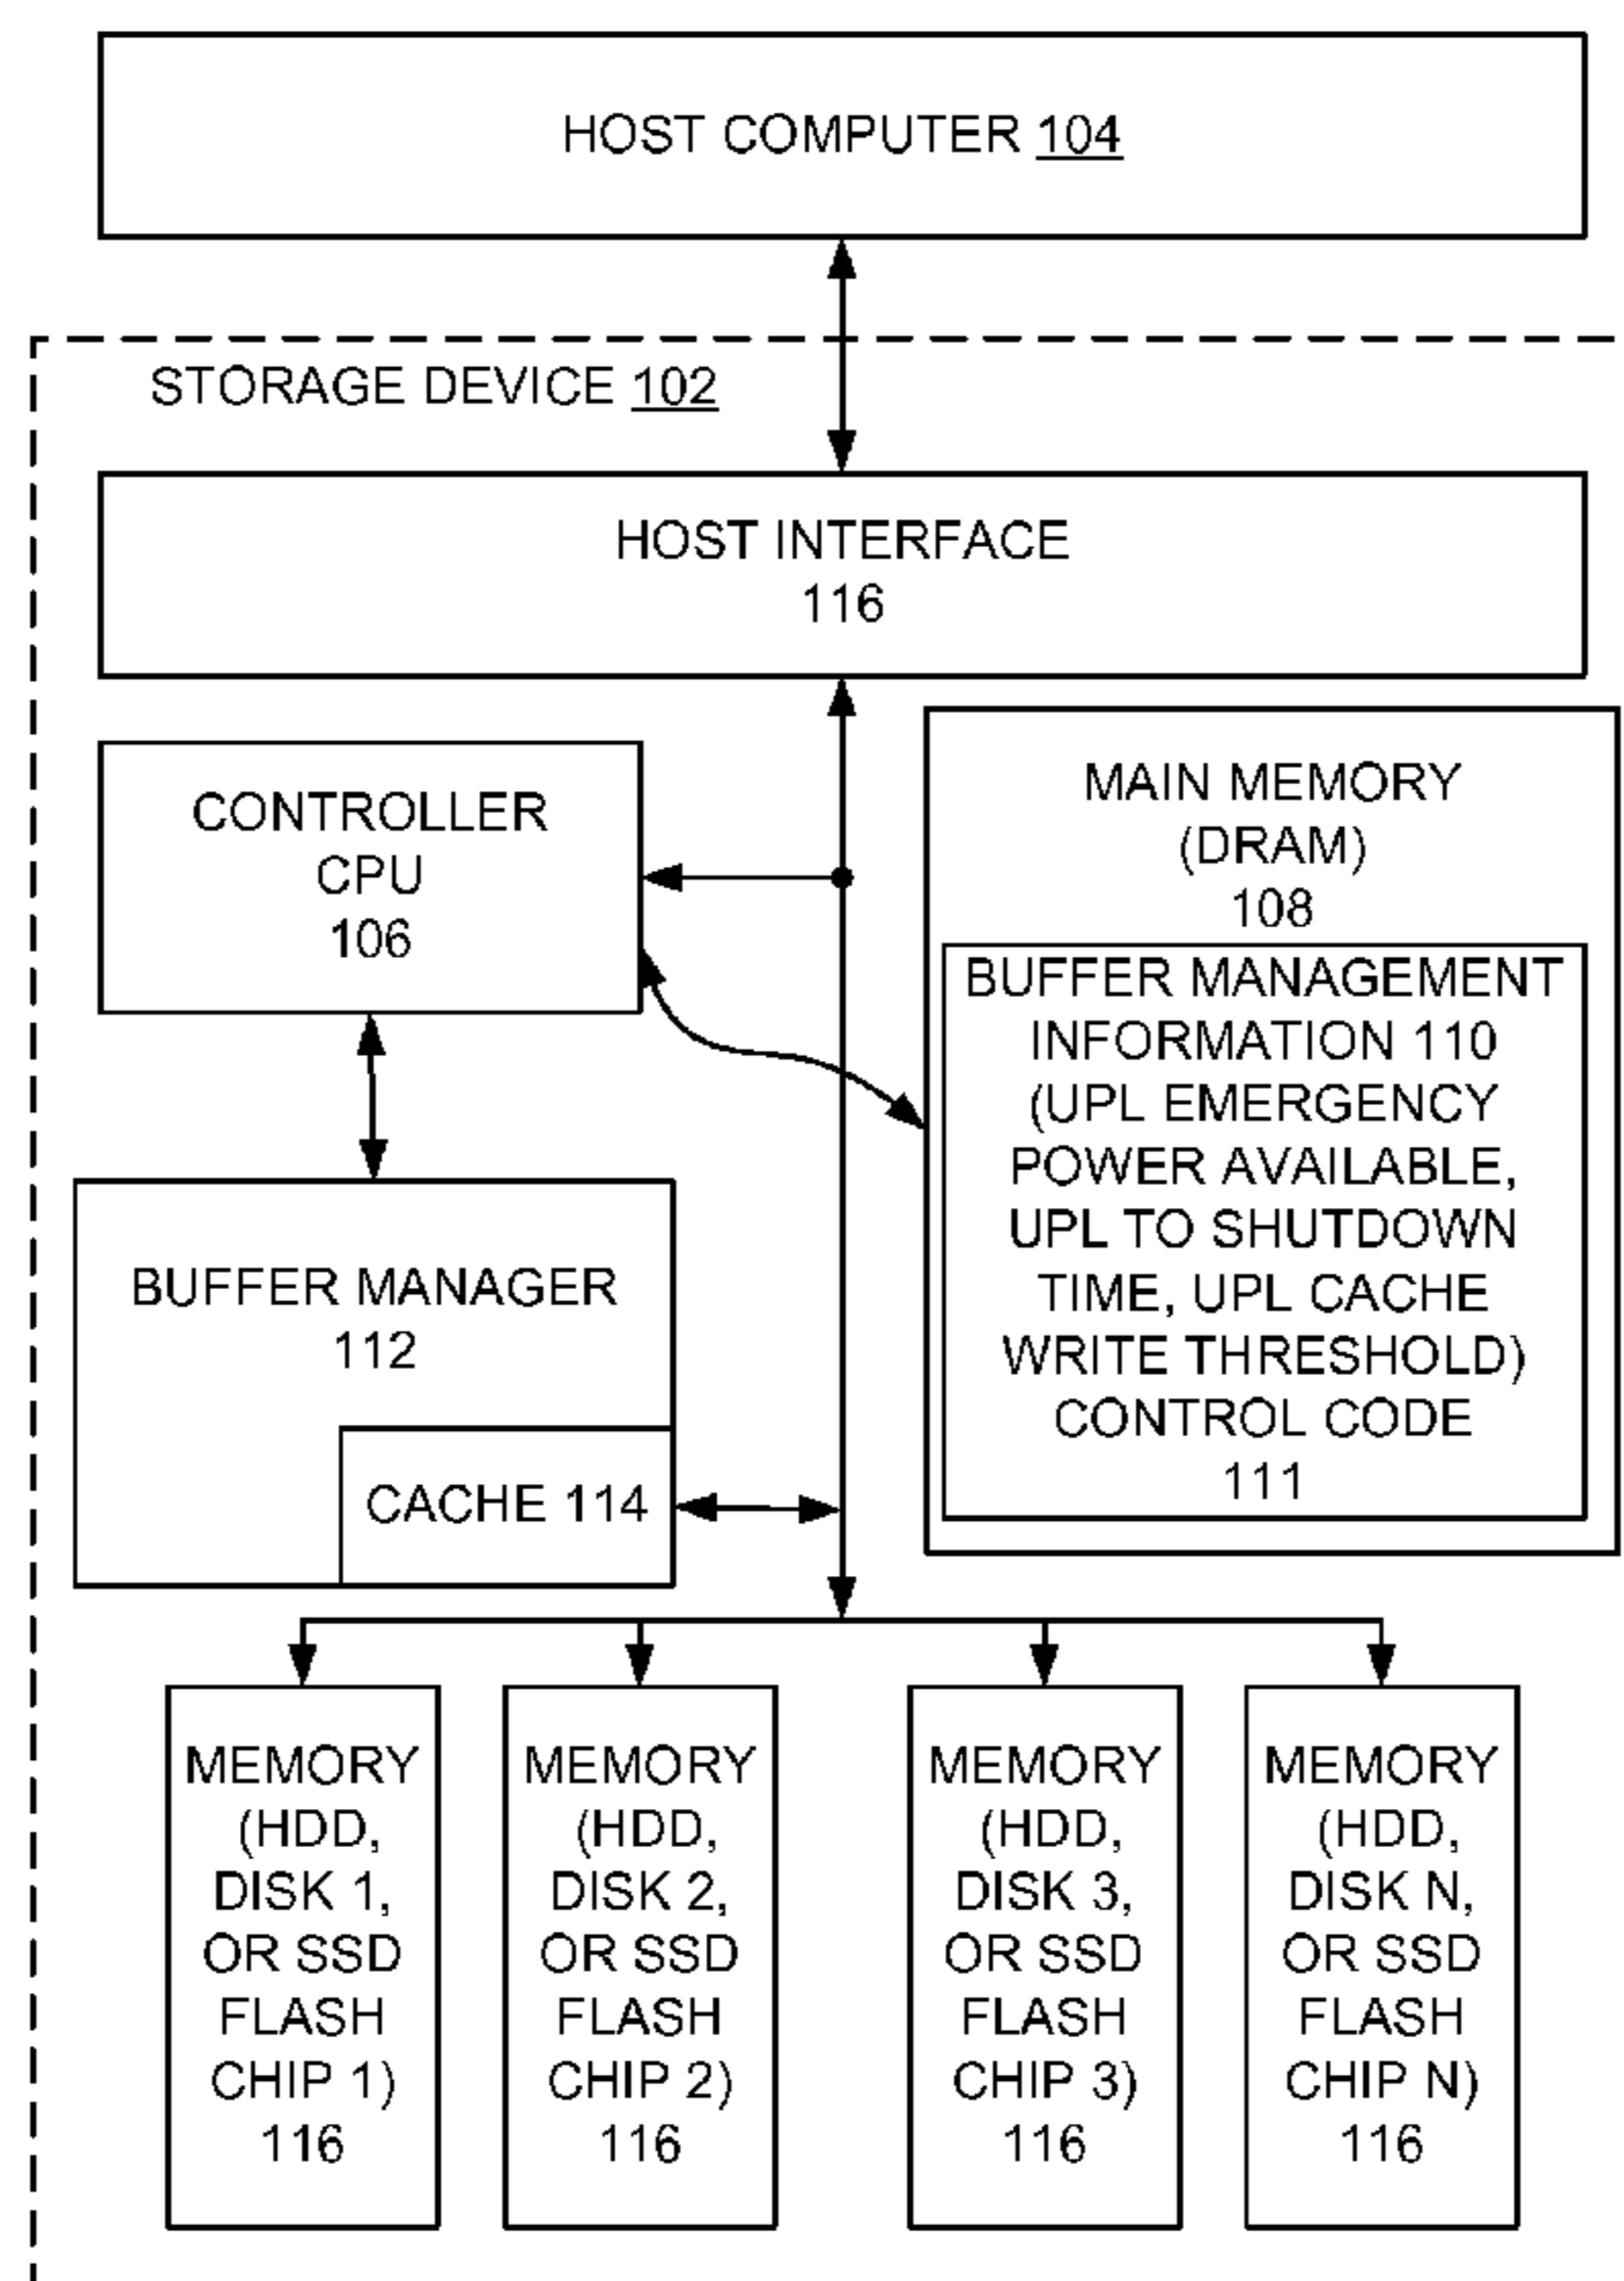 HOST COMPUTER 104
STORAGE DEVICE 102
HOST INTERFACE
116
CONTROLLER
CPU
106
MAIN MEMORY
(DRAM)
108
BUFFER MANAGEMENT
INFORMATION 110
(UPL EMERGENCY
POWER AVAILABLE,
UPL TO SHUTDOWN
TIME, UPL CACHE
WRITE THRESHOLD)
CONTROL CODE
111
BUFFER MANAGER
112
CACHE 114
MEMORY
(HDD,
DISK 1,
OR SSD
FLASH
CHIP 1)
116
MEMORY
(HDD,
DISK 2,
OR SSD
FLASH
CHIP 2)
116
MEMORY
(HDD,
DISK 3,
OR SSD
FLASH
CHIP 3)
116
MEMORY
(HDD,
DISK N,
OR SSD
FLASH
CHIP N)
116